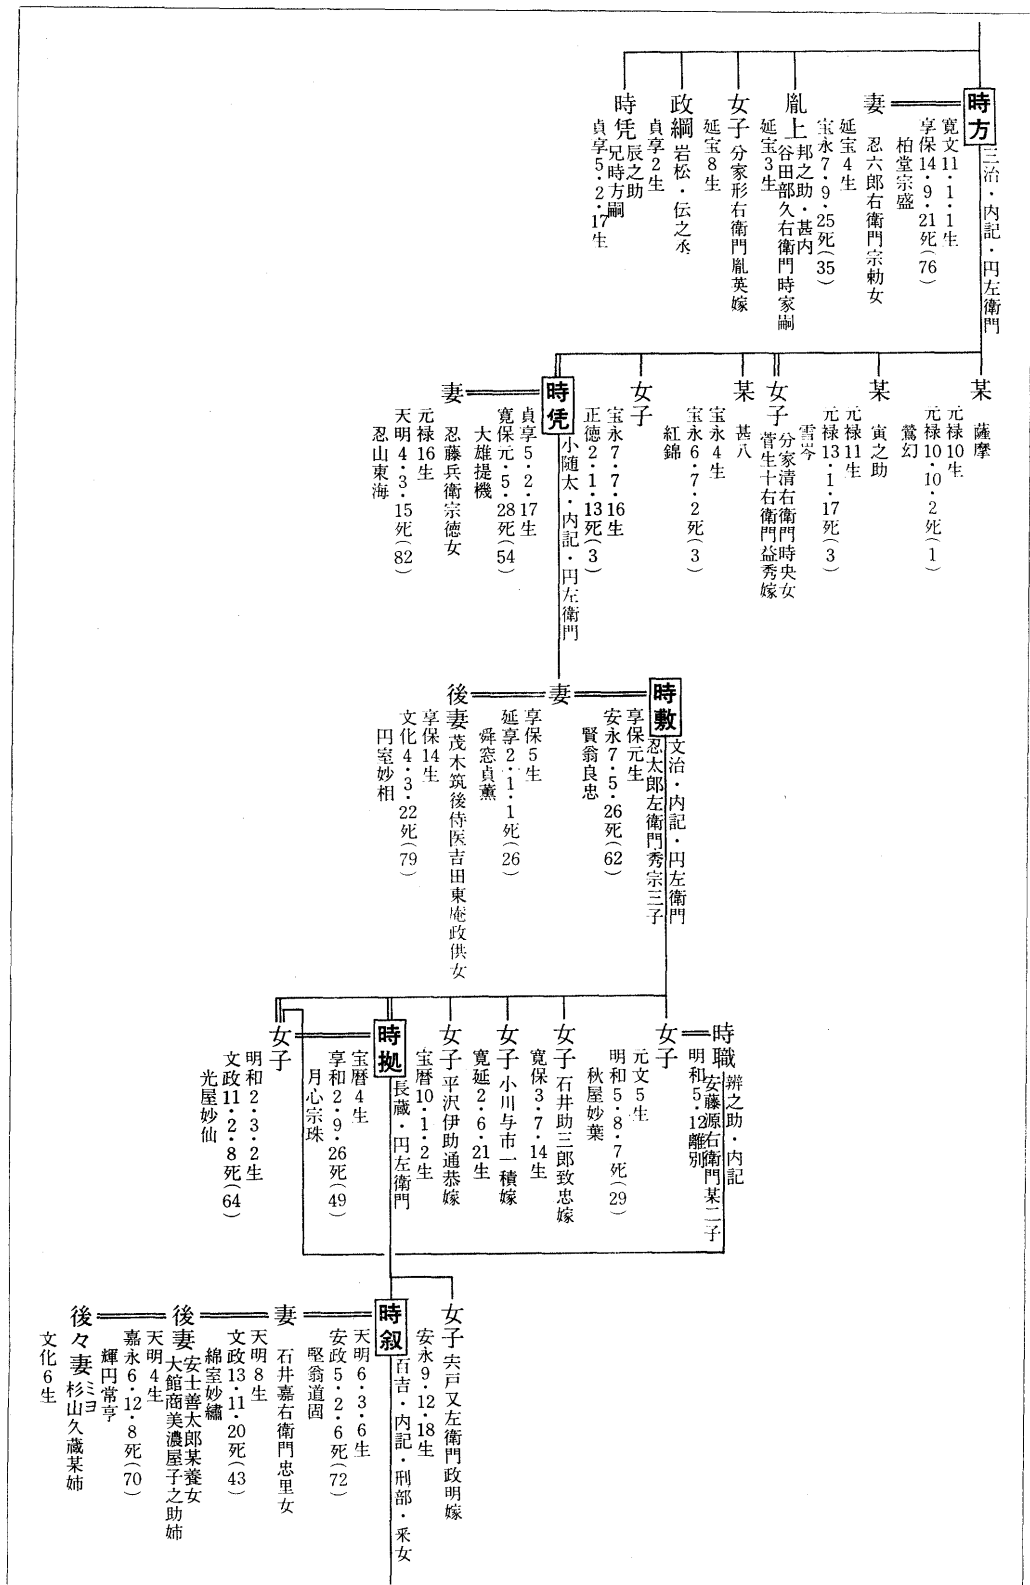 時方
三治・内記・円左衛門
寛文11・1・1生
享保14・9・21死(76)
柏堂宗盛
妻
忍六郎右衛門宗勅女
延宝4生
宝永7・9・25死(35)
胤上
邦之助・甚内
谷田部久右衛門時家嗣
延宝3生
女子
分家形右衛門胤英嫁
延宝8生
政綱
岩松・伝之丞
貞享2生
時凭
辰之助
兄時方嗣
貞享5・2・17生
某
薩摩
元禄10生
元禄10・10・2死(1)
鶯幻
某
寅之助
元禄11生
元禄13・1・17死(3)
雪岑
女子
分家清右衛門時央女
菅生十右衛門益秀嫁
某
甚八
宝永4生
宝永6・7・2死(3)
紅錦
女子
宝永7・7・16生
正徳2・1・13死(3)
時凭
小随太・内記・円左衛門
貞享5・2・17生
寛保元・5・28死(54)
大雄提機
妻
忍藤兵衛宗徳女
元禄16生
天明4・3・15死(82)
忍山東海
時敷
文治・内記・円左衛門
忍太郎左衛門秀宗三子
享保元生
安永7・5・26死(62)
賢翁良忠
妻
享保5生
延享2・1・1死(26)
舜窓貞薫
後妻
茂木筑後侍医吉田東庵政供女
享保14生
文化4・3・22死(79)
円室妙相
時職
辨之助・内記
安藤源右衛門某二子
明和5・12離別
女子
元文5生
明和5・8・7死(29)
秋屋妙葉
女子
石井助三郎致忠嫁
寛保3・7・14生
女子
小川与市一積嫁
寛延2・6・21生
女子
平沢伊助通恭嫁
宝暦10・1・2生
時拠
長蔵・円左衛門
宝暦4生
享和2・9・26死(49)
月心宗珠
女子
明和2・3・2生
文政11・2・8死(64)
光屋妙仙
女子
宍戸又左衛門政明嫁
安永9・12・18生
時叙
百吉・内記・刑部・釆女
天明6・3・6生
安政5・2・6死(72)
堅翁道固
妻
石井嘉右衛門忠里女
天明8生
文政13・11・20死(43)
綿室妙繡
後妻
安士善太郎某養女
大館商美濃屋子之助姉
天明4生
嘉永6・12・8死(70)
輝円常亨
後々妻
ミヨ
杉山久蔵某姉
文化6生